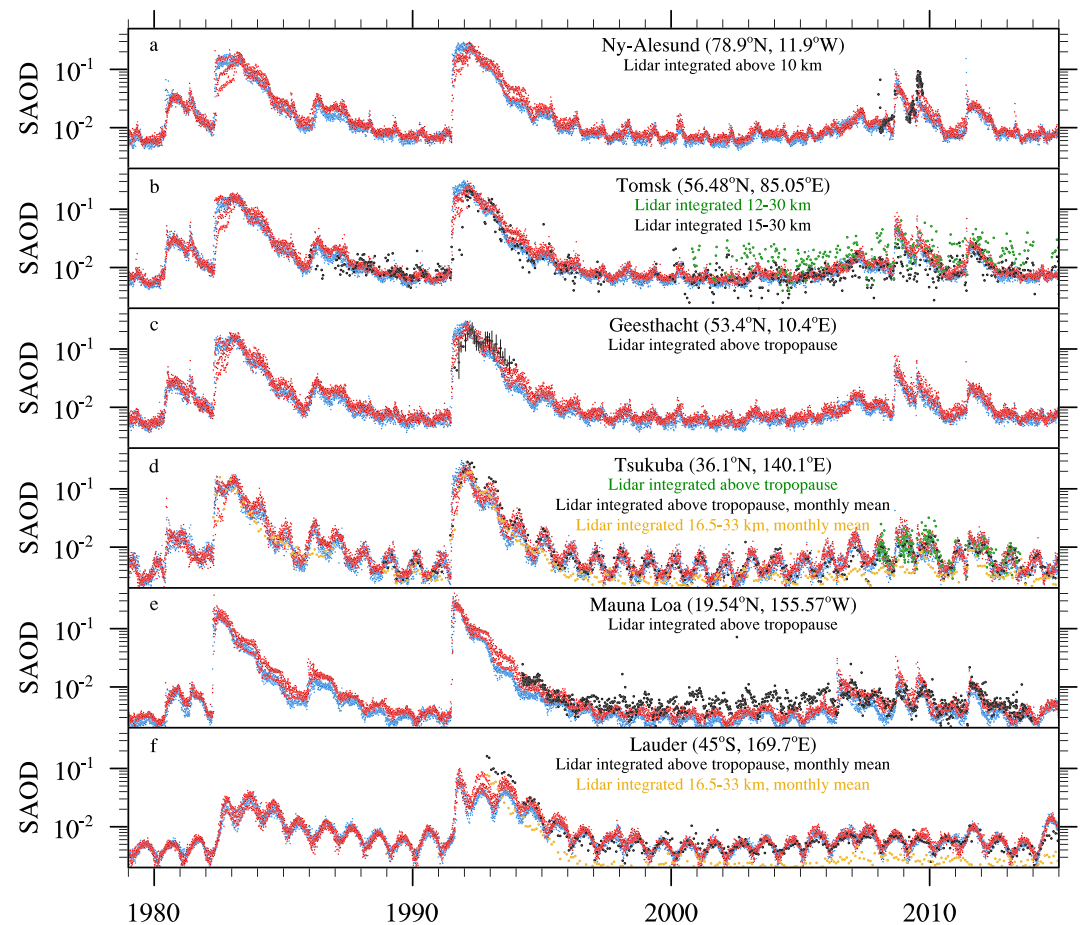 a
Ny-Alesund (78.9°N, 11.9°W)
Lidar integrated above 10 km
SAOD
10⁻¹
10⁻²
b
Tomsk (56.48°N, 85.05°E)
Lidar integrated 12-30 km
Lidar integrated 15-30 km
SAOD
10⁻¹
10⁻²
c
Geesthacht (53.4°N, 10.4°E)
Lidar integrated above tropopause
SAOD
10⁻¹
10⁻²
d
Tsukuba (36.1°N, 140.1°E)
Lidar integrated above tropopause
Lidar integrated above tropopause, monthly mean
Lidar integrated 16.5-33 km, monthly mean
SAOD
10⁻¹
10⁻²
e
Mauna Loa (19.54°N, 155.57°W)
Lidar integrated above tropopause
SAOD
10⁻¹
10⁻²
f
Lauder (45°S, 169.7°E)
Lidar integrated above tropopause, monthly mean
Lidar integrated 16.5-33 km, monthly mean
SAOD
10⁻¹
10⁻²
1980 1990 2000 2010